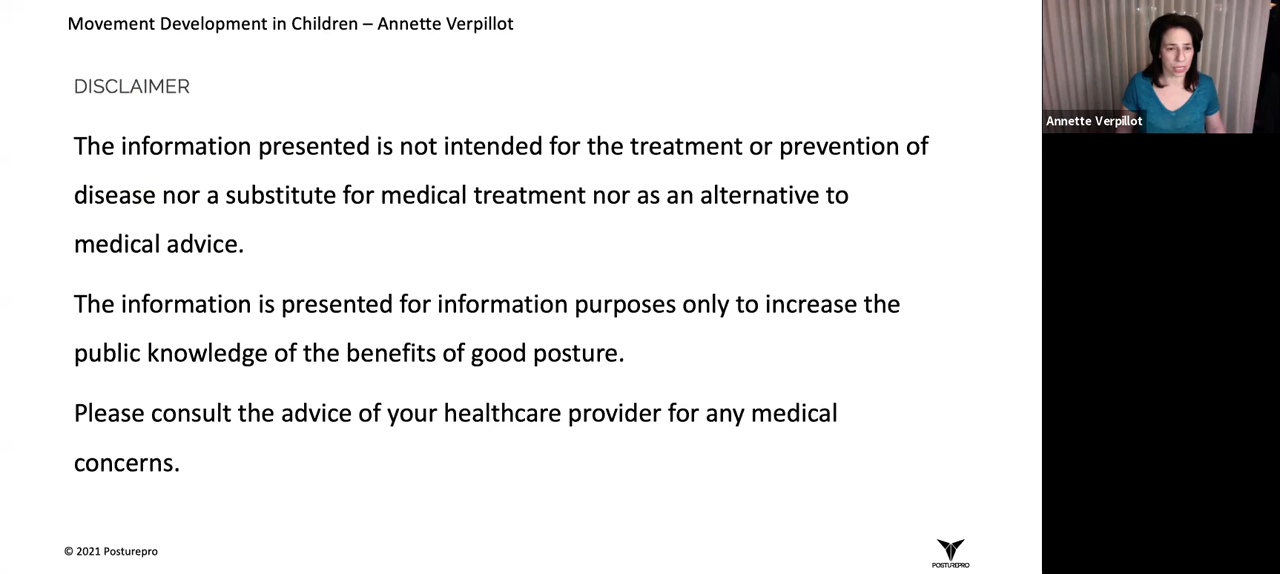 Movement Development in Children – Annette Verpillot
DISCLAIMER
The information presented is not intended for the treatment or prevention of
disease nor a substitute for medical treatment nor as an alternative to
medical advice.
The information is presented for information purposes only to increase the
public knowledge of the benefits of good posture.
Please consult the advice of your healthcare provider for any medical
concerns.
© 2021 Posturepro
POSTUREPRO
Annette Verpillot